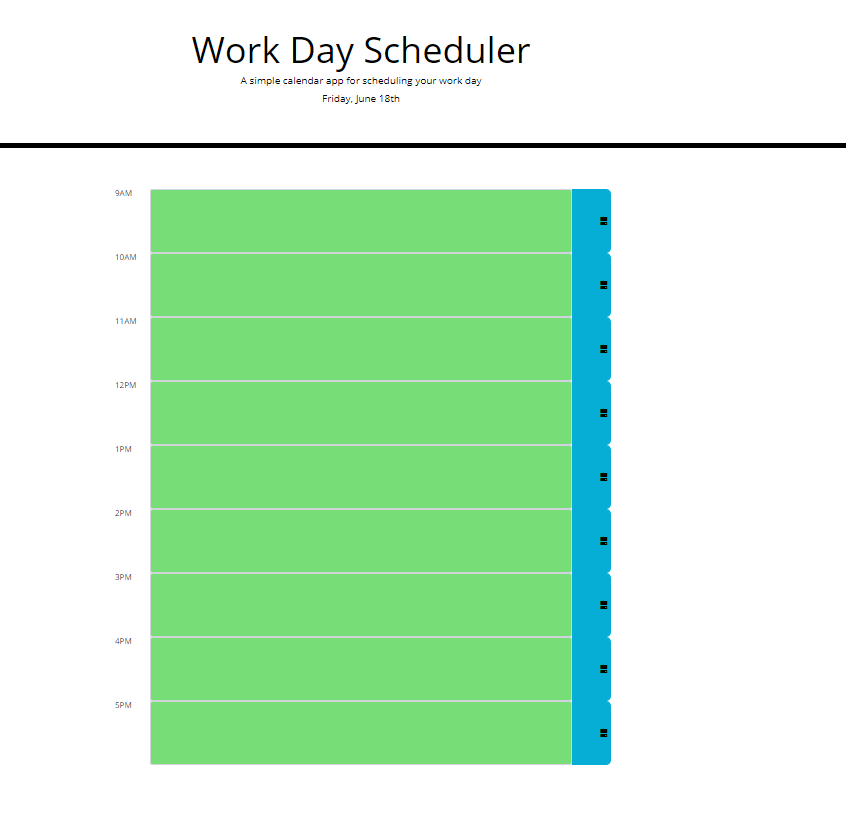 Work Day Scheduler
A simple calendar app for scheduling your work day
Friday, June 18th
9AM
10AM
11AM
12PM
1PM
2PM
3PM
4PM
5PM